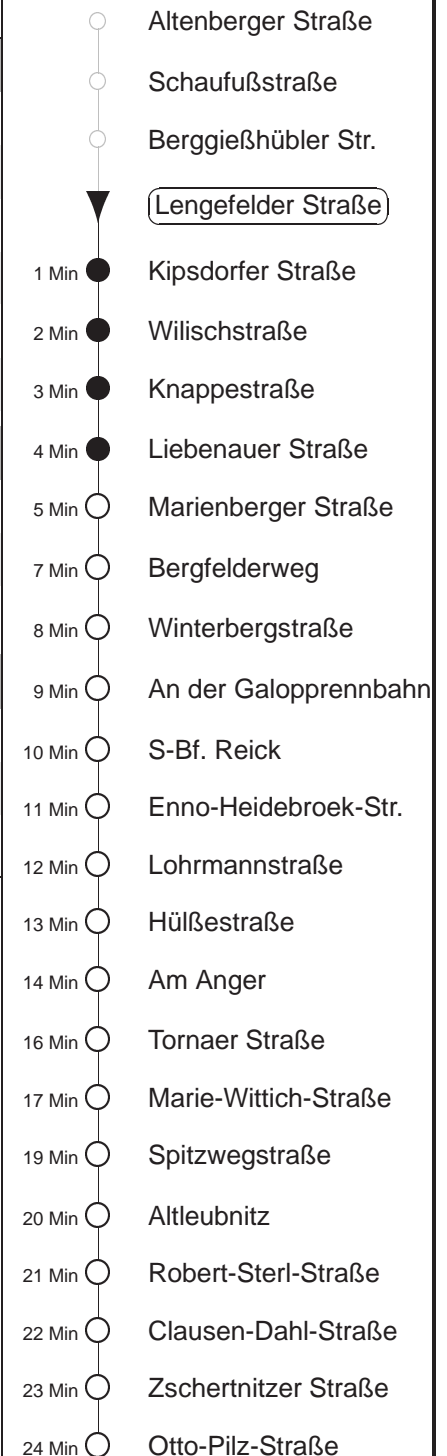 Altenberger Straße
Schaufußstraße
Berggießhübler Str.
Lengefelder Straße
1 Min Kipsdorfer Straße
2 Min Wilischstraße
3 Min Knappestraße
4 Min Liebenauer Straße
5 Min Marienberger Straße
7 Min Bergfelderweg
8 Min Winterbergstraße
9 Min An der Galopprennbahn
10 Min S-Bf. Reick
11 Min Enno-Heidebroek-Str.
12 Min Lohrmannstraße
13 Min Hülßestraße
14 Min Am Anger
16 Min Tornaer Straße
17 Min Marie-Wittich-Straße
19 Min Spitzwegstraße
20 Min Altleubnitz
21 Min Robert-Sterl-Straße
22 Min Clausen-Dahl-Straße
23 Min Zschertnitzer Straße
24 Min Otto-Pilz-Straße